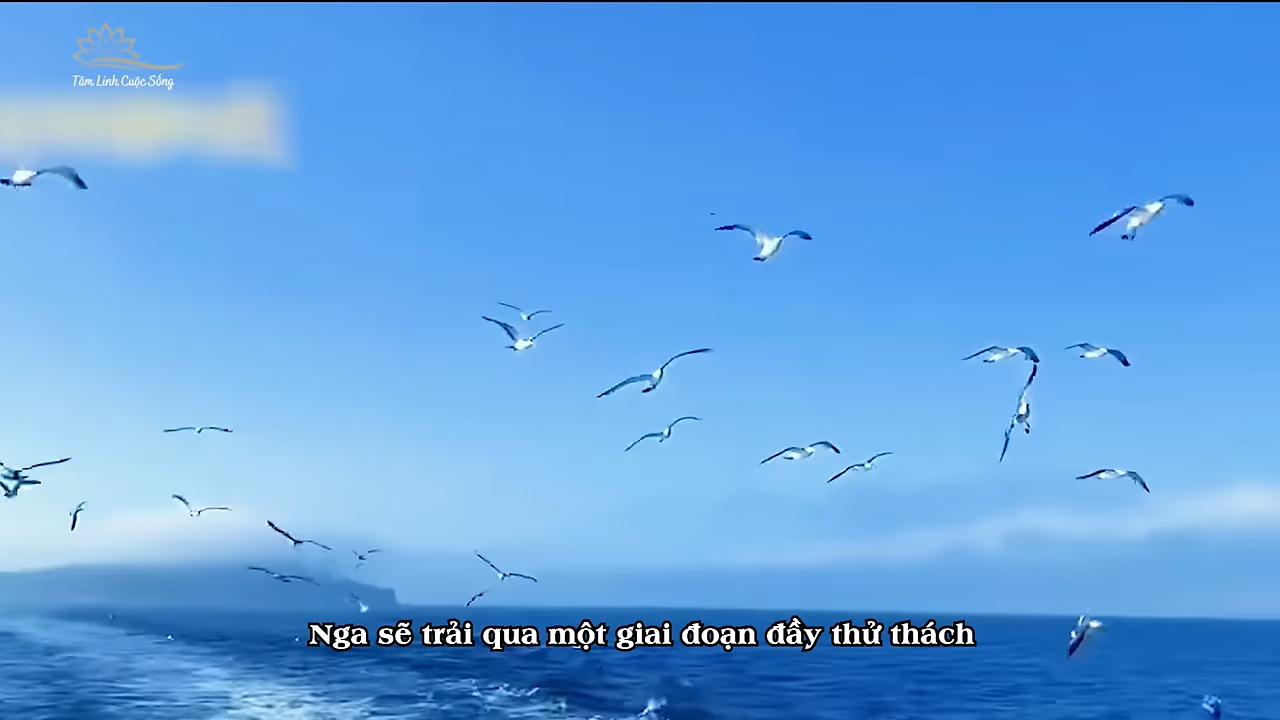 Tâm Linh Cuộc Sống
Nga sẽ trải qua một giai đoạn đầy thử thách